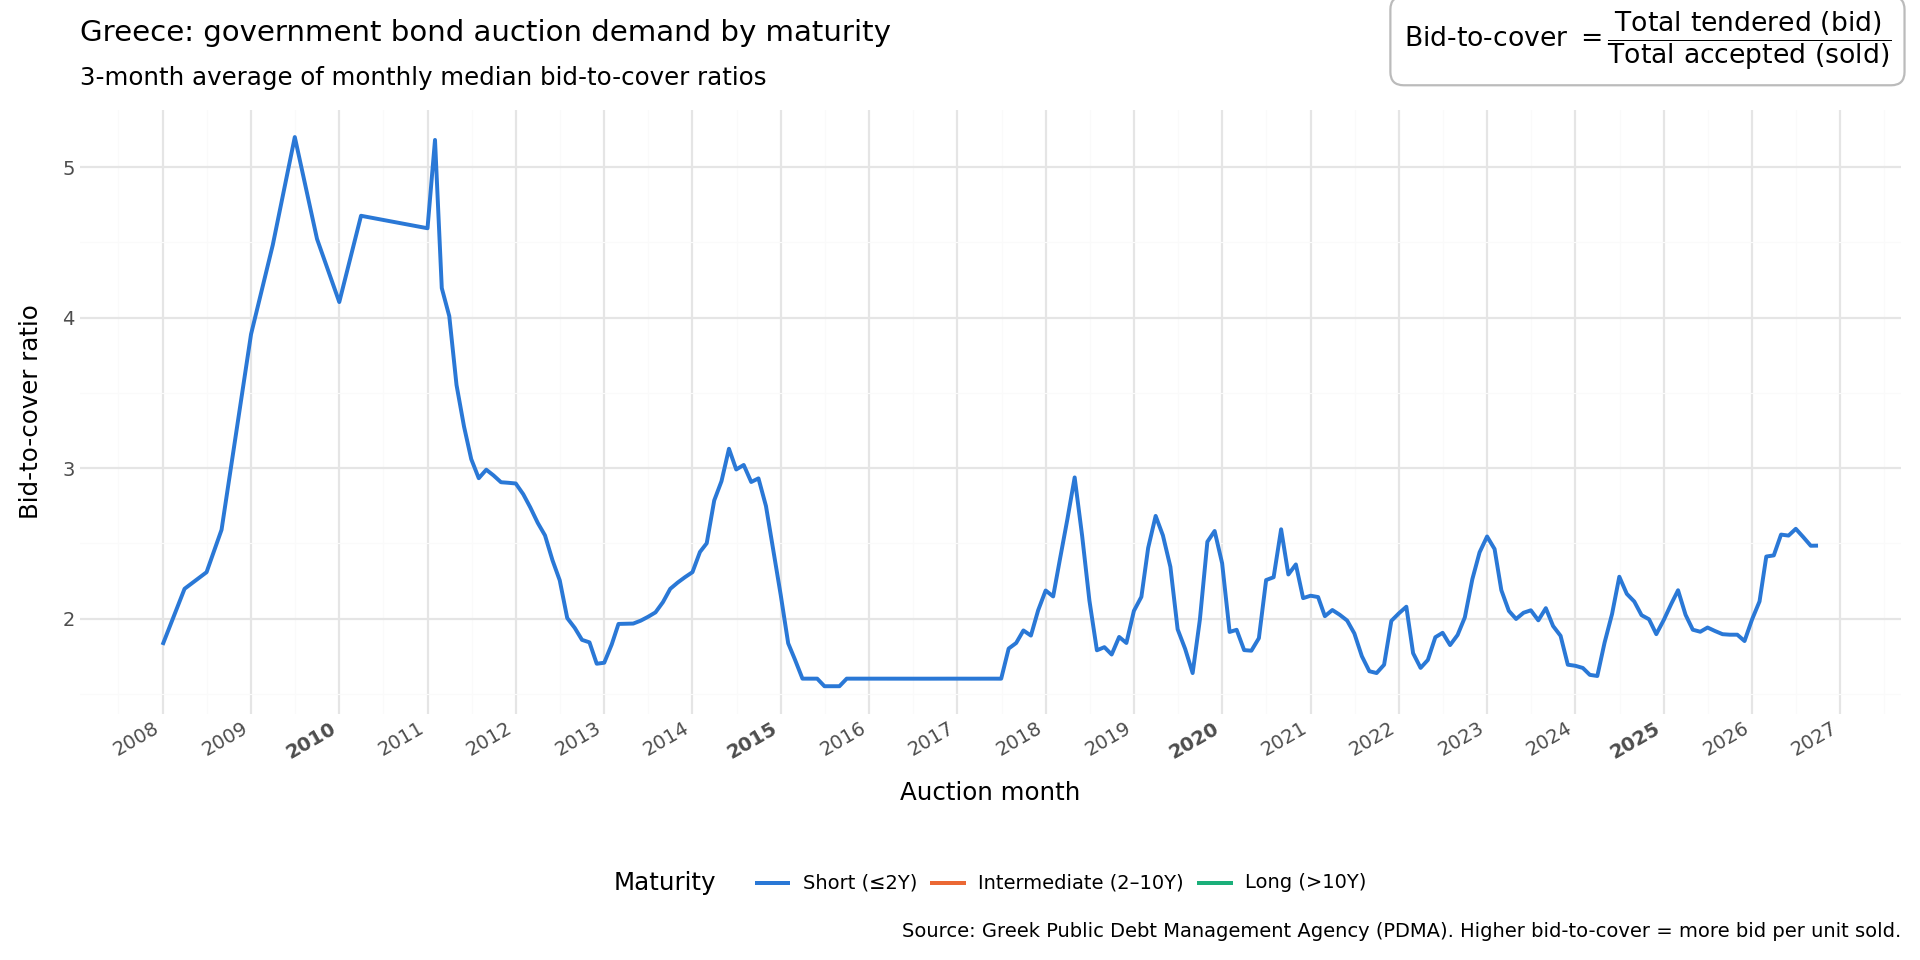 Greece: government bond auction demand by maturity
3-month average of monthly median bid-to-cover ratios
Bid-to-cover = Total tendered (bid)
Total accepted (sold)
Bid-to-cover ratio
5
4
3
2
2008 2009 2010 2011 2012 2013 2014 2015 2016 2017 2018 2019 2020 2021 2022 2023 2024 2025 2026 2027
Auction month
Maturity Short (≤2Y) Intermediate (2–10Y) Long (>10Y)
Source: Greek Public Debt Management Agency (PDMA). Higher bid-to-cover = more bid per unit sold.